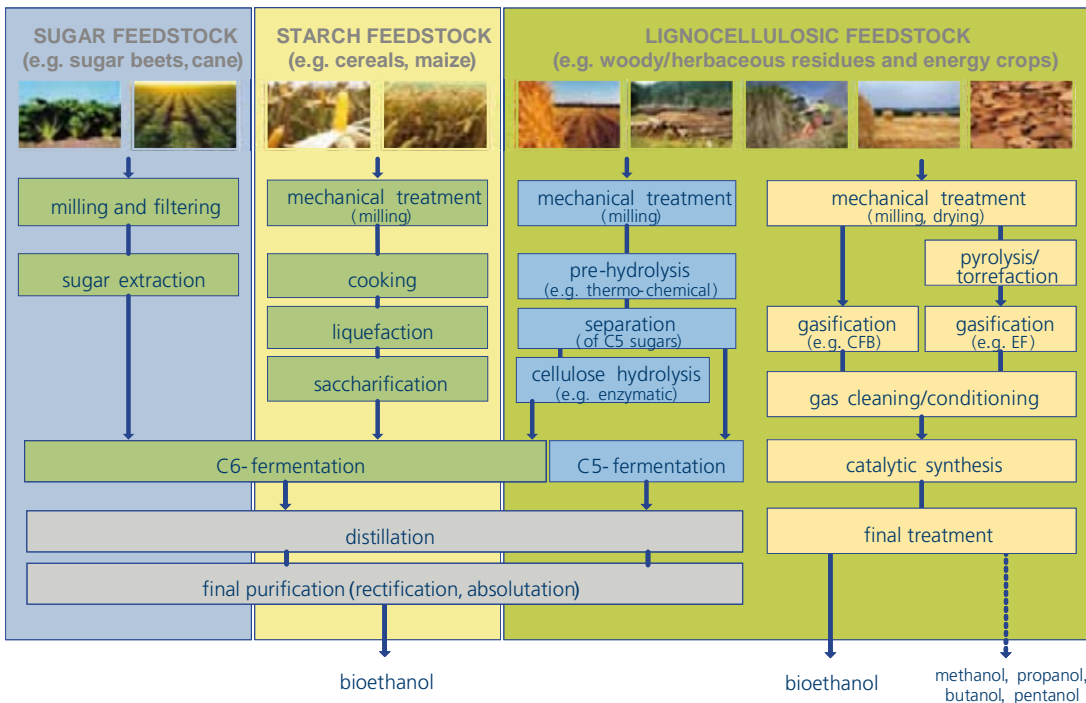 SUGAR FEEDSTOCK
(e.g. sugar beets, cane)
milling and filtering
sugar extraction
STARCH FEEDSTOCK
(e.g. cereals, maize)
mechanical treatment
(milling)
cooking
liquefaction
saccharification
LIGNOCELLULOSIC FEEDSTOCK
(e.g. woody/herbaceous residues and energy crops)
mechanical treatment
(milling)
pre-hydrolysis
(e.g. thermo-chemical)
separation
(of C5 sugars)
cellulose hydrolysis
(e.g. enzymatic)
mechanical treatment
(milling, drying)
pyrolysis/
torrefaction
gasification
(e.g. CFB)
gasification
(e.g. EF)
gas cleaning/conditioning
catalytic synthesis
final treatment
C6-fermentation
C5-fermentation
distillation
final purification (rectification, absolutation)
bioethanol
bioethanol
methanol, propanol,
butanol, pentanol